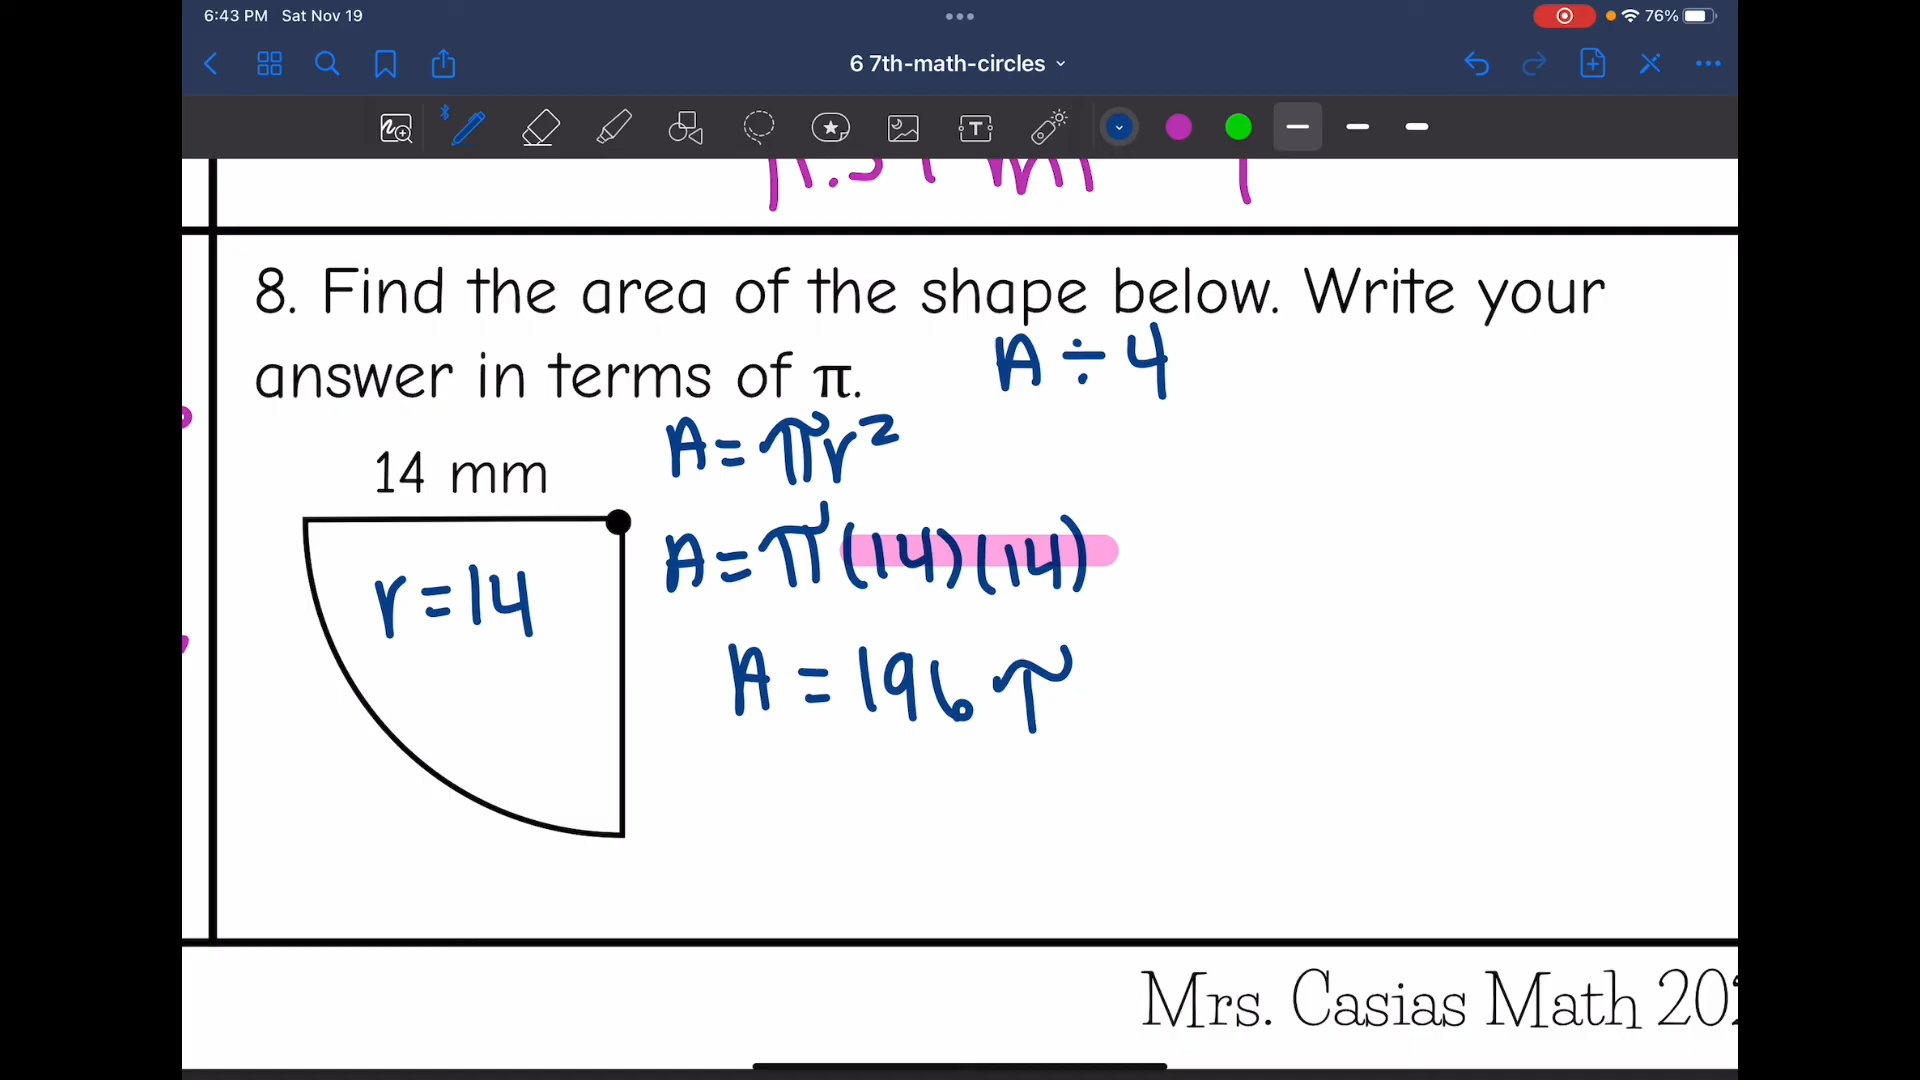 6:43 PM Sat Nov 19
76%
6 7th-math-circles
8. Find the area of the shape below. Write your
answer in terms of π.
A ÷ 4
A = πr²
14 mm
A = π(14)(14)
r = 14
A = 196π
Mrs. Casias Math